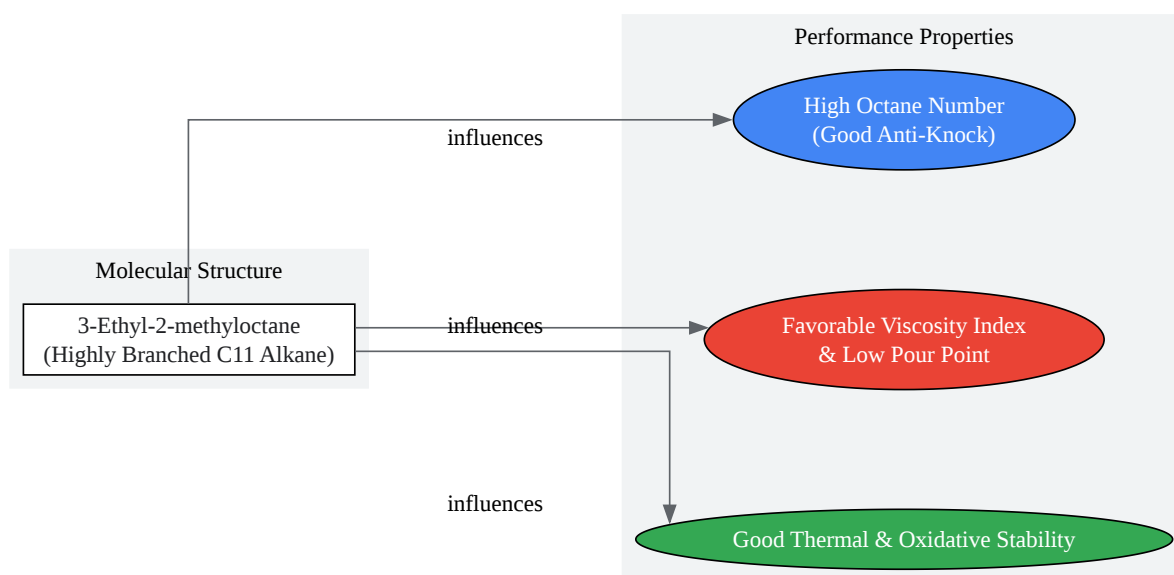 Performance Properties
High Octane Number
(Good Anti-Knock)
influences
Molecular Structure
3-Ethyl-2-methyloctane
(Highly Branched C11 Alkane)
influences
Favorable Viscosity Index
& Low Pour Point
influences
Good Thermal & Oxidative Stability